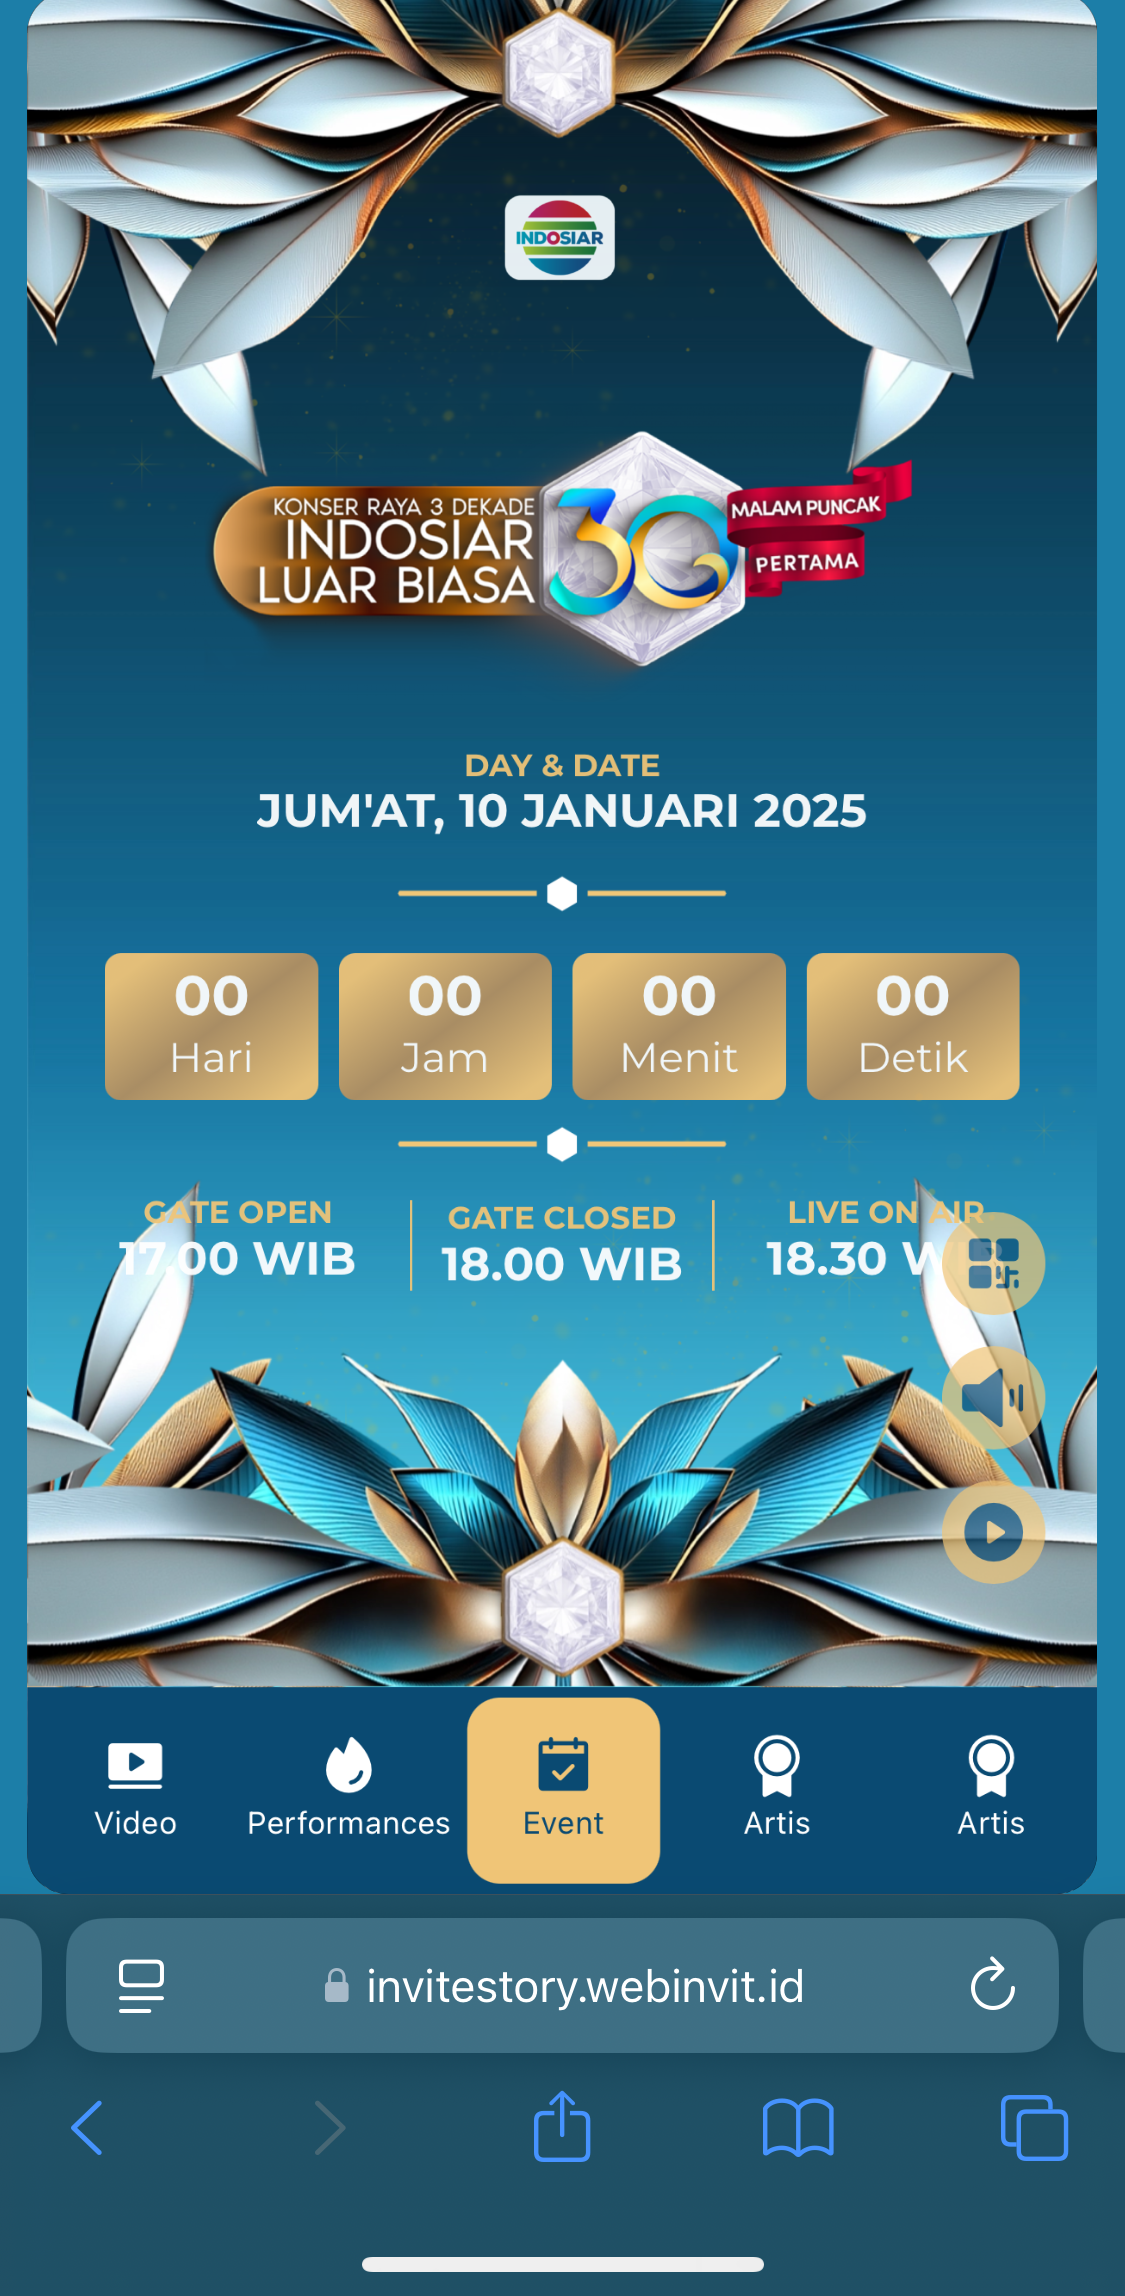 INDOSIAR
KONSER RAYA 3 DEKADE
INDOSIAR
LUAR BIASA
30
MALAM PUNCAK
PERTAMA
DAY & DATE
JUM'AT, 10 JANUARI 2025
00 00 00 00
Hari Jam Menit Detik
GATE OPEN GATE CLOSED LIVE ON AIR
17.00 WIB 18.00 WIB 18.30 WIB
Video Performances Event Artis Artis
invitestory.webinvit.id